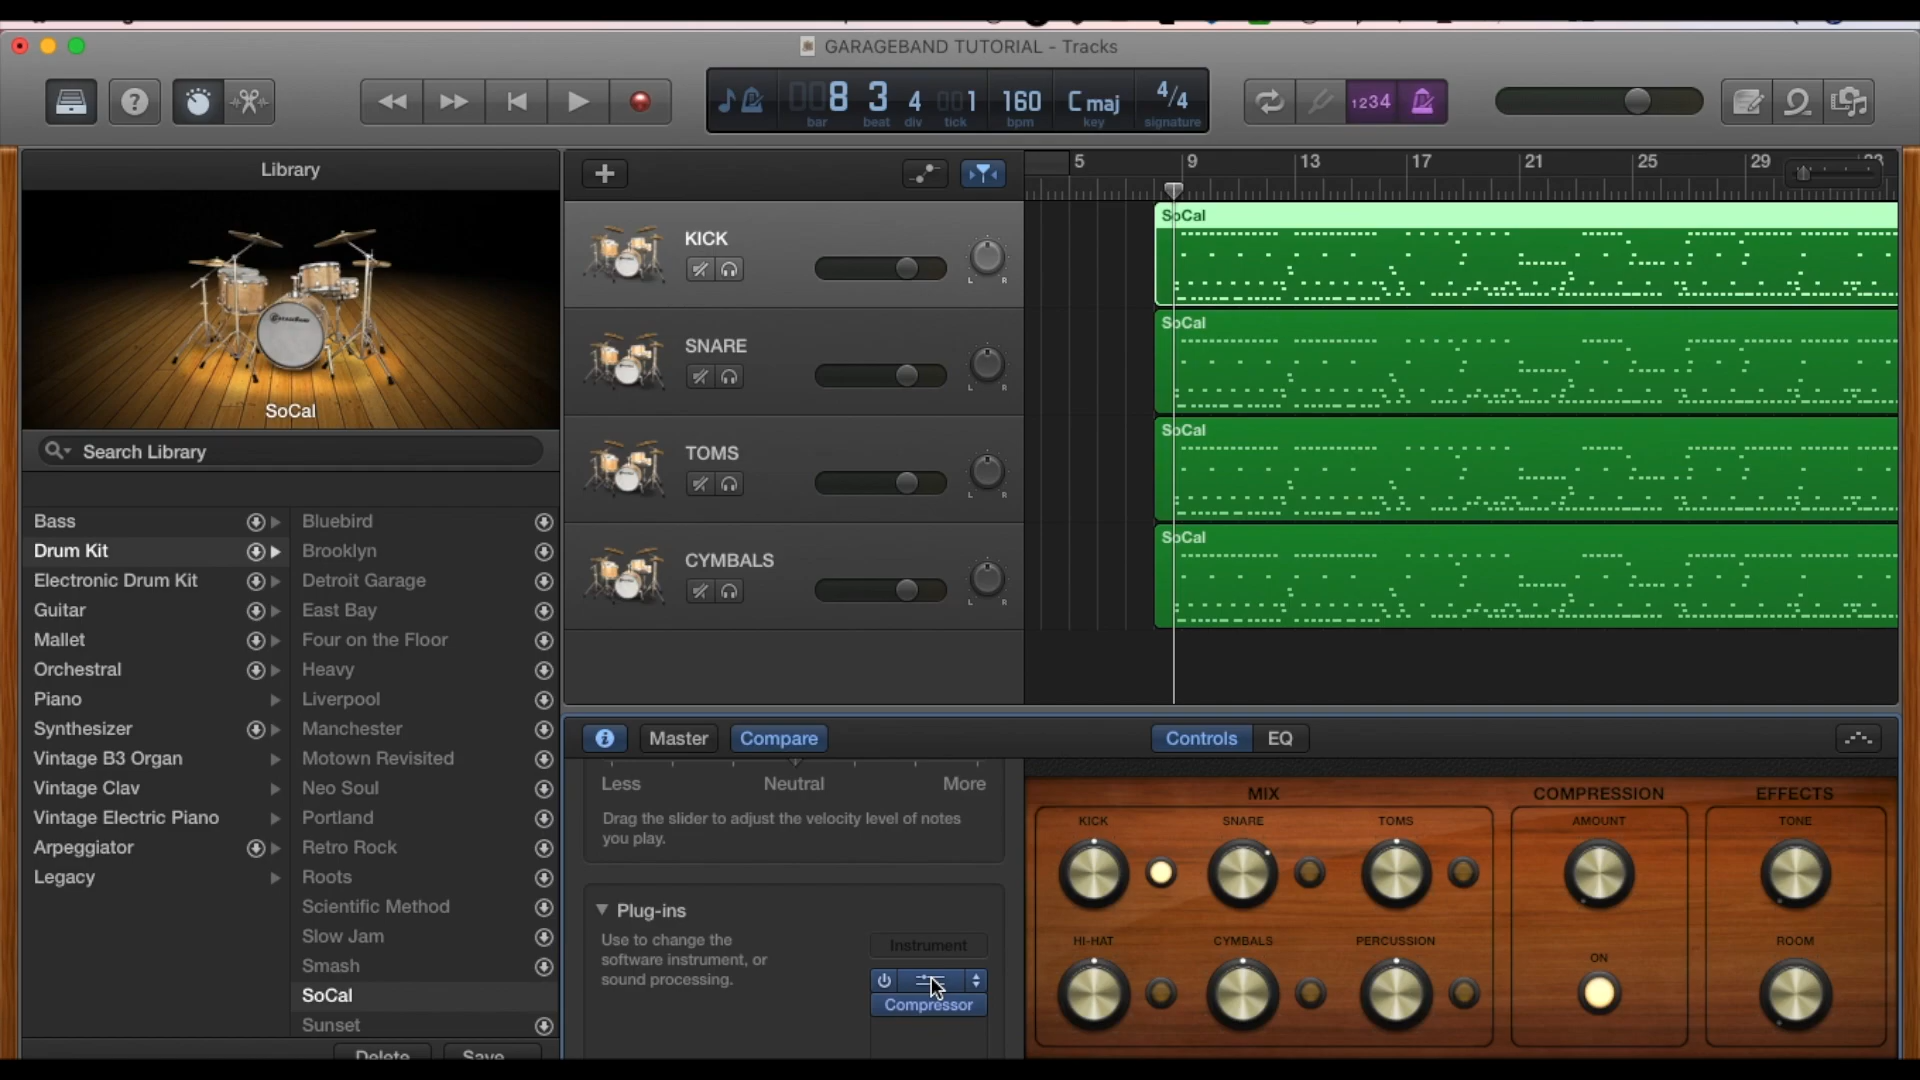 GARAGEBAND TUTORIAL - Tracks
008 3 4 001 160 Cmaj 4/4
bar beat div tick bpm key signature
1234
Library
5 9 13 17 21 25 29 33
SoCal
Search Library
KICK
SNARE
TOMS
CYMBALS
L R
L R
L R
L R
SoCal
SoCal
SoCal
SoCal
Bass
Drum Kit
Electronic Drum Kit
Guitar
Mallet
Orchestral
Piano
Synthesizer
Vintage B3 Organ
Vintage Clav
Vintage Electric Piano
Arpeggiator
Legacy
Bluebird
Brooklyn
Detroit Garage
East Bay
Four on the Floor
Heavy
Liverpool
Manchester
Motown Revisited
Neo Soul
Portland
Retro Rock
Roots
Scientific Method
Slow Jam
Smash
SoCal
Sunset
Delete Save...
Master Compare Controls EQ
Less Neutral More
Drag the slider to adjust the velocity level of notes
you play.
Plug-ins
Use to change the
software instrument, or
sound processing.
Instrument
Compressor
MIX COMPRESSION EFFECTS
KICK SNARE TOMS AMOUNT TONE
HI-HAT CYMBALS PERCUSSION ON ROOM